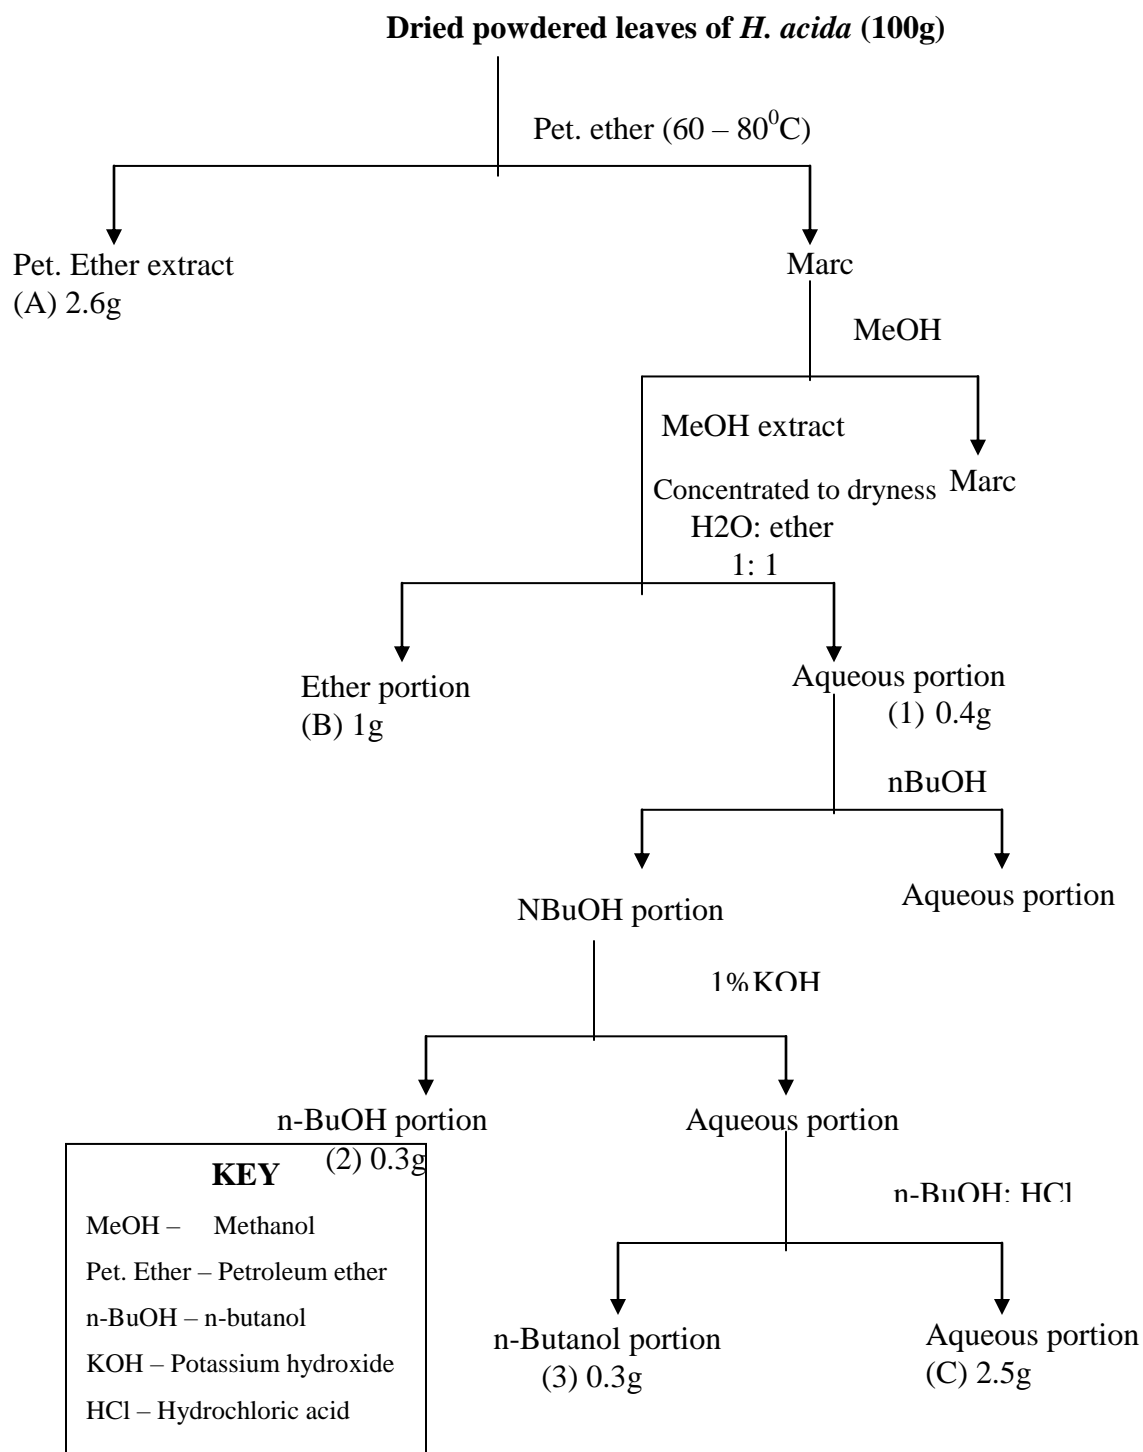 Dried powdered leaves of H. acida (100g)
Pet. ether (60 – 80⁰C)
Pet. Ether extract
(A) 2.6g
Marc
MeOH
MeOH extract
Marc
Concentrated to dryness
H2O: ether
1: 1
Ether portion
(B) 1g
Aqueous portion
(1) 0.4g
nBuOH
NBuOH portion
Aqueous portion
1% KOH
n-BuOH portion
(2) 0.3g
Aqueous portion
n-BuOH: HCl
n-Butanol portion
(3) 0.3g
Aqueous portion
(C) 2.5g
KEY
MeOH – Methanol
Pet. Ether – Petroleum ether
n-BuOH – n-butanol
KOH – Potassium hydroxide
HCl – Hydrochloric acid